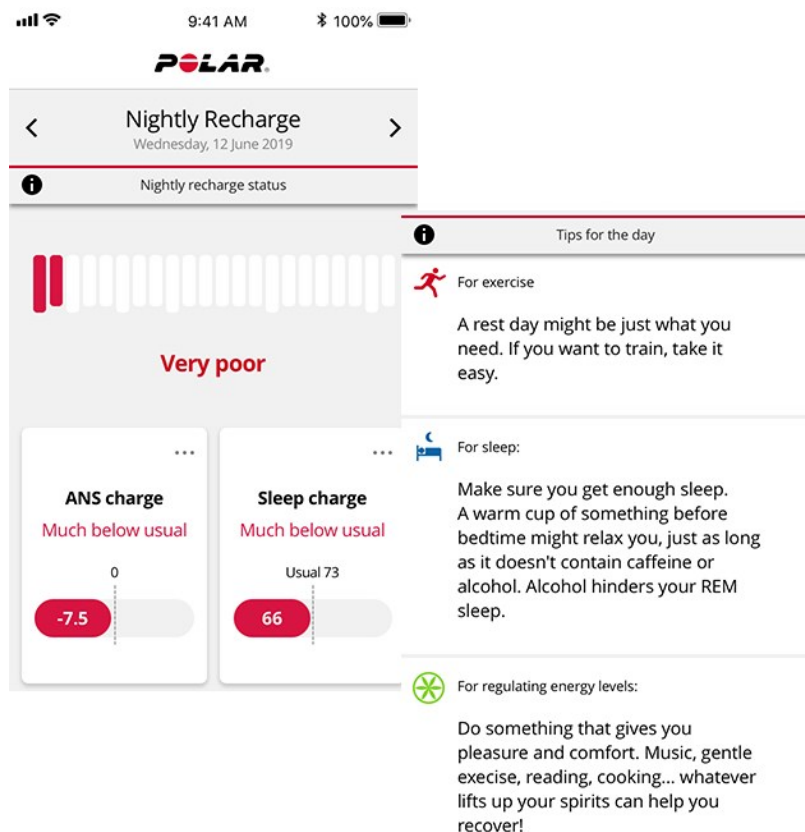 9:41 AM
100%
POLAR
Nightly Recharge
Wednesday, 12 June 2019
Nightly recharge status
Very poor
ANS charge
Much below usual
0
-7.5
Sleep charge
Much below usual
Usual 73
66
Tips for the day
For exercise
A rest day might be just what you
need. If you want to train, take it
easy.
For sleep:
Make sure you get enough sleep.
A warm cup of something before
bedtime might relax you, just as long
as it doesn't contain caffeine or
alcohol. Alcohol hinders your REM
sleep.
For regulating energy levels:
Do something that gives you
pleasure and comfort. Music, gentle
execise, reading, cooking... whatever
lifts up your spirits can help you
recover!